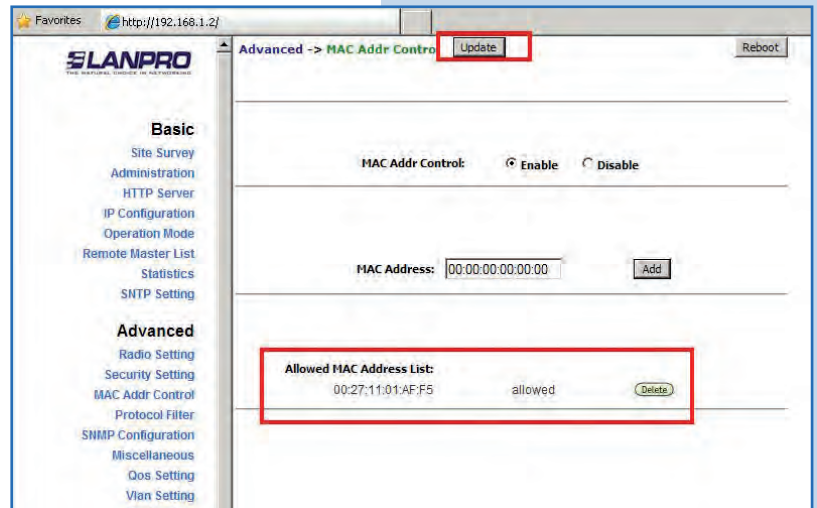 Favorites http://192.168.1.2/
LANPRO
THE NATURAL CHOICE IN NETWORKING
Advanced -> MAC Addr Contro Update Reboot
Basic
Site Survey
Administration
HTTP Server
IP Configuration
Operation Mode
Remote Master List
Statistics
SNTP Setting
Advanced
Radio Setting
Security Setting
MAC Addr Control
Protocol Filter
SNMP Configuration
Miscellaneous
Qos Setting
Vlan Setting
MAC Addr Control: Enable Disable
MAC Address: 00:00:00:00:00:00 Add
Allowed MAC Address List:
00:27:11:01:AF:F5 allowed Delete